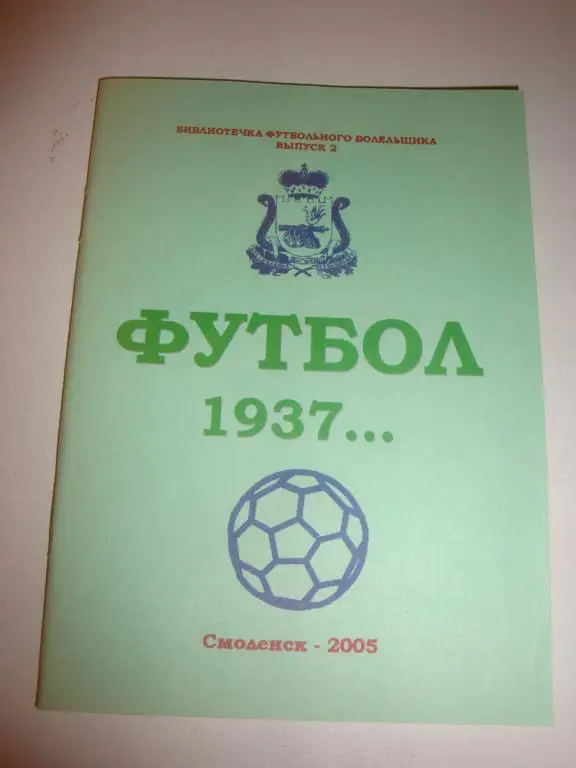 БИБЛИОТЕЧКА ФУТБОЛЬНОГО БОЛЕЛЬЩИКА
ВЫПУСК 2
ФУТБОЛ
1937...
Смоленск - 2005